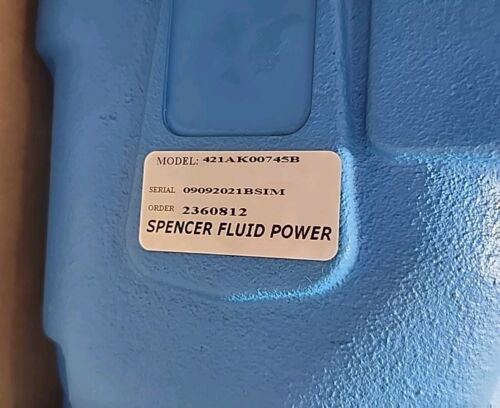 MODEL: 421AK00745B
SERIAL 09092021BSIM
ORDER 2360812
SPENCER FLUID POWER